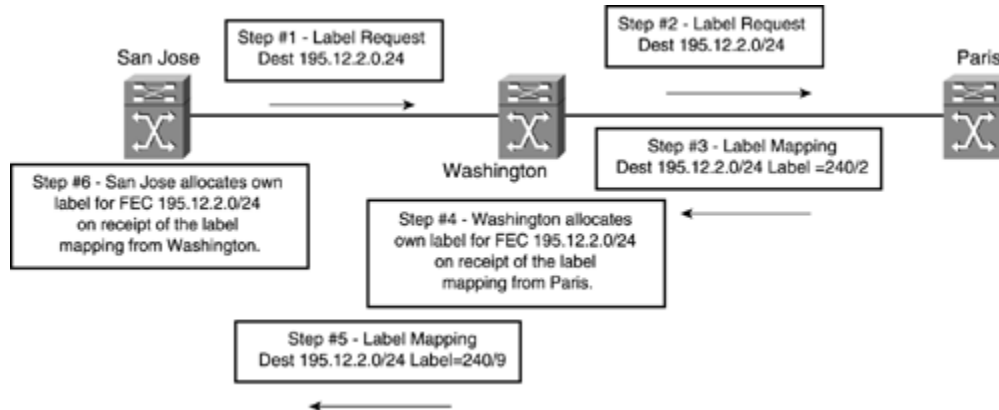 Step #1 - Label Request
Dest 195.12.2.0.24
Step #2 - Label Request
Dest 195.12.2.0/24
San Jose
Paris
Washington
Step #3 - Label Mapping
Dest 195.12.2.0/24 Label =240/2
Step #6 - San Jose allocates own
label for FEC 195.12.2.0/24
on receipt of the label
mapping from Washington.
Step #4 - Washington allocates
own label for FEC 195.12.2.0/24
on receipt of the label
mapping from Paris.
Step #5 - Label Mapping
Dest 195.12.2.0/24 Label=240/9